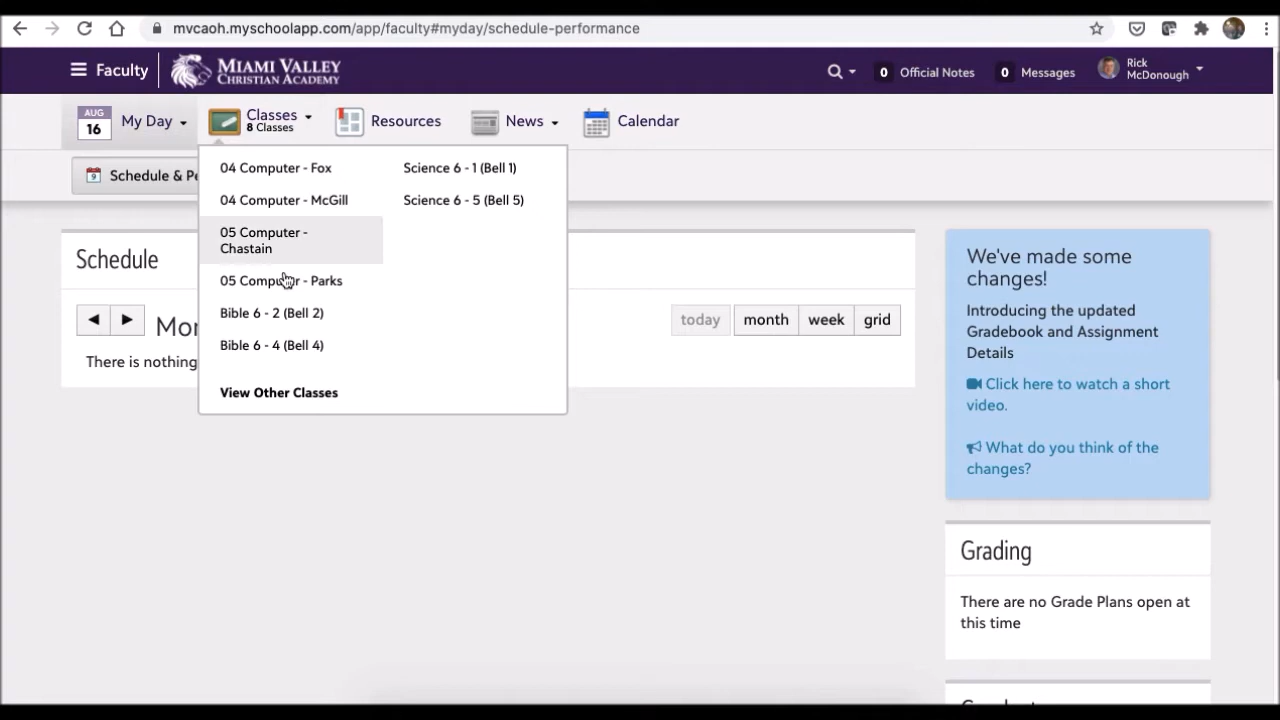 mvcaoh.myschoolapp.com/app/faculty#myday/schedule-performance
Faculty
MIAMI VALLEY
CHRISTIAN ACADEMY
0 Official Notes
0 Messages
Rick
McDonough
AUG
16
My Day
Classes
8 Classes
Resources
News
Calendar
9
Schedule & Pe
04 Computer - Fox
04 Computer - McGill
05 Computer -
Chastain
05 Computer - Parks
Bible 6 - 2 (Bell 2)
Bible 6 - 4 (Bell 4)
View Other Classes
Science 6 - 1 (Bell 1)
Science 6 - 5 (Bell 5)
Schedule
Mon
today
month
week
grid
There is nothing
We've made some
changes!
Introducing the updated
Gradebook and Assignment
Details
Click here to watch a short
video.
What do you think of the
changes?
Grading
There are no Grade Plans open at
this time